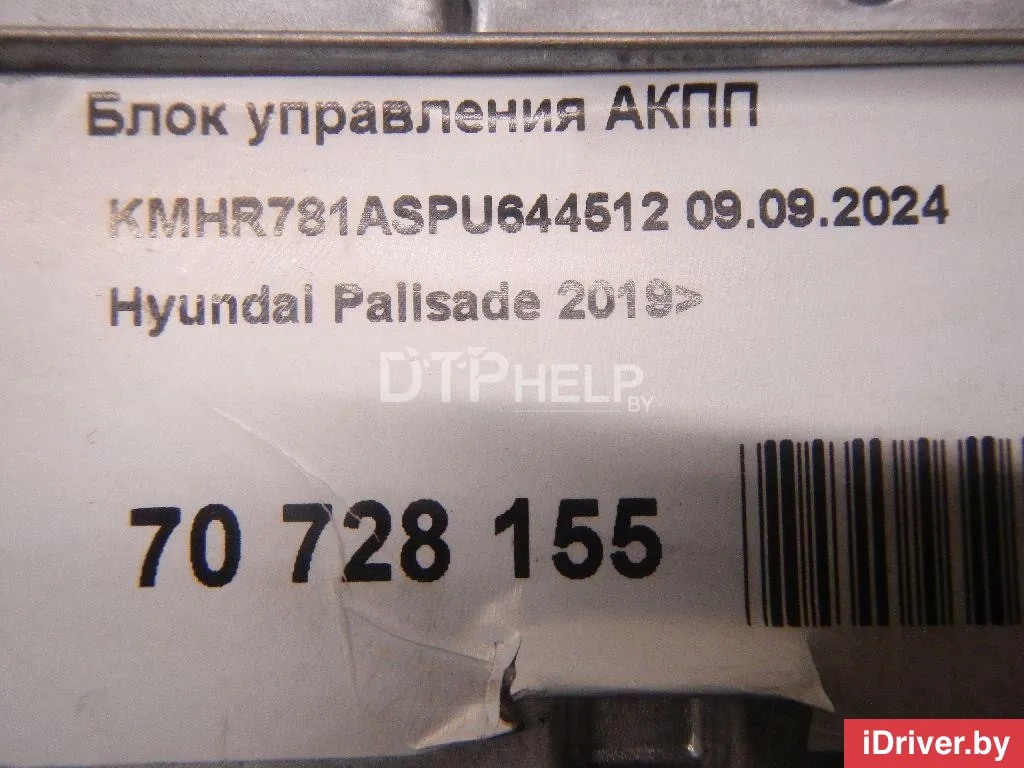 Блок управления АКПП
KMHR781ASPU644512 09.09.2024
Hyundai Palisade 2019>
DTPHELP
BY
70 728 155
iDriver.by